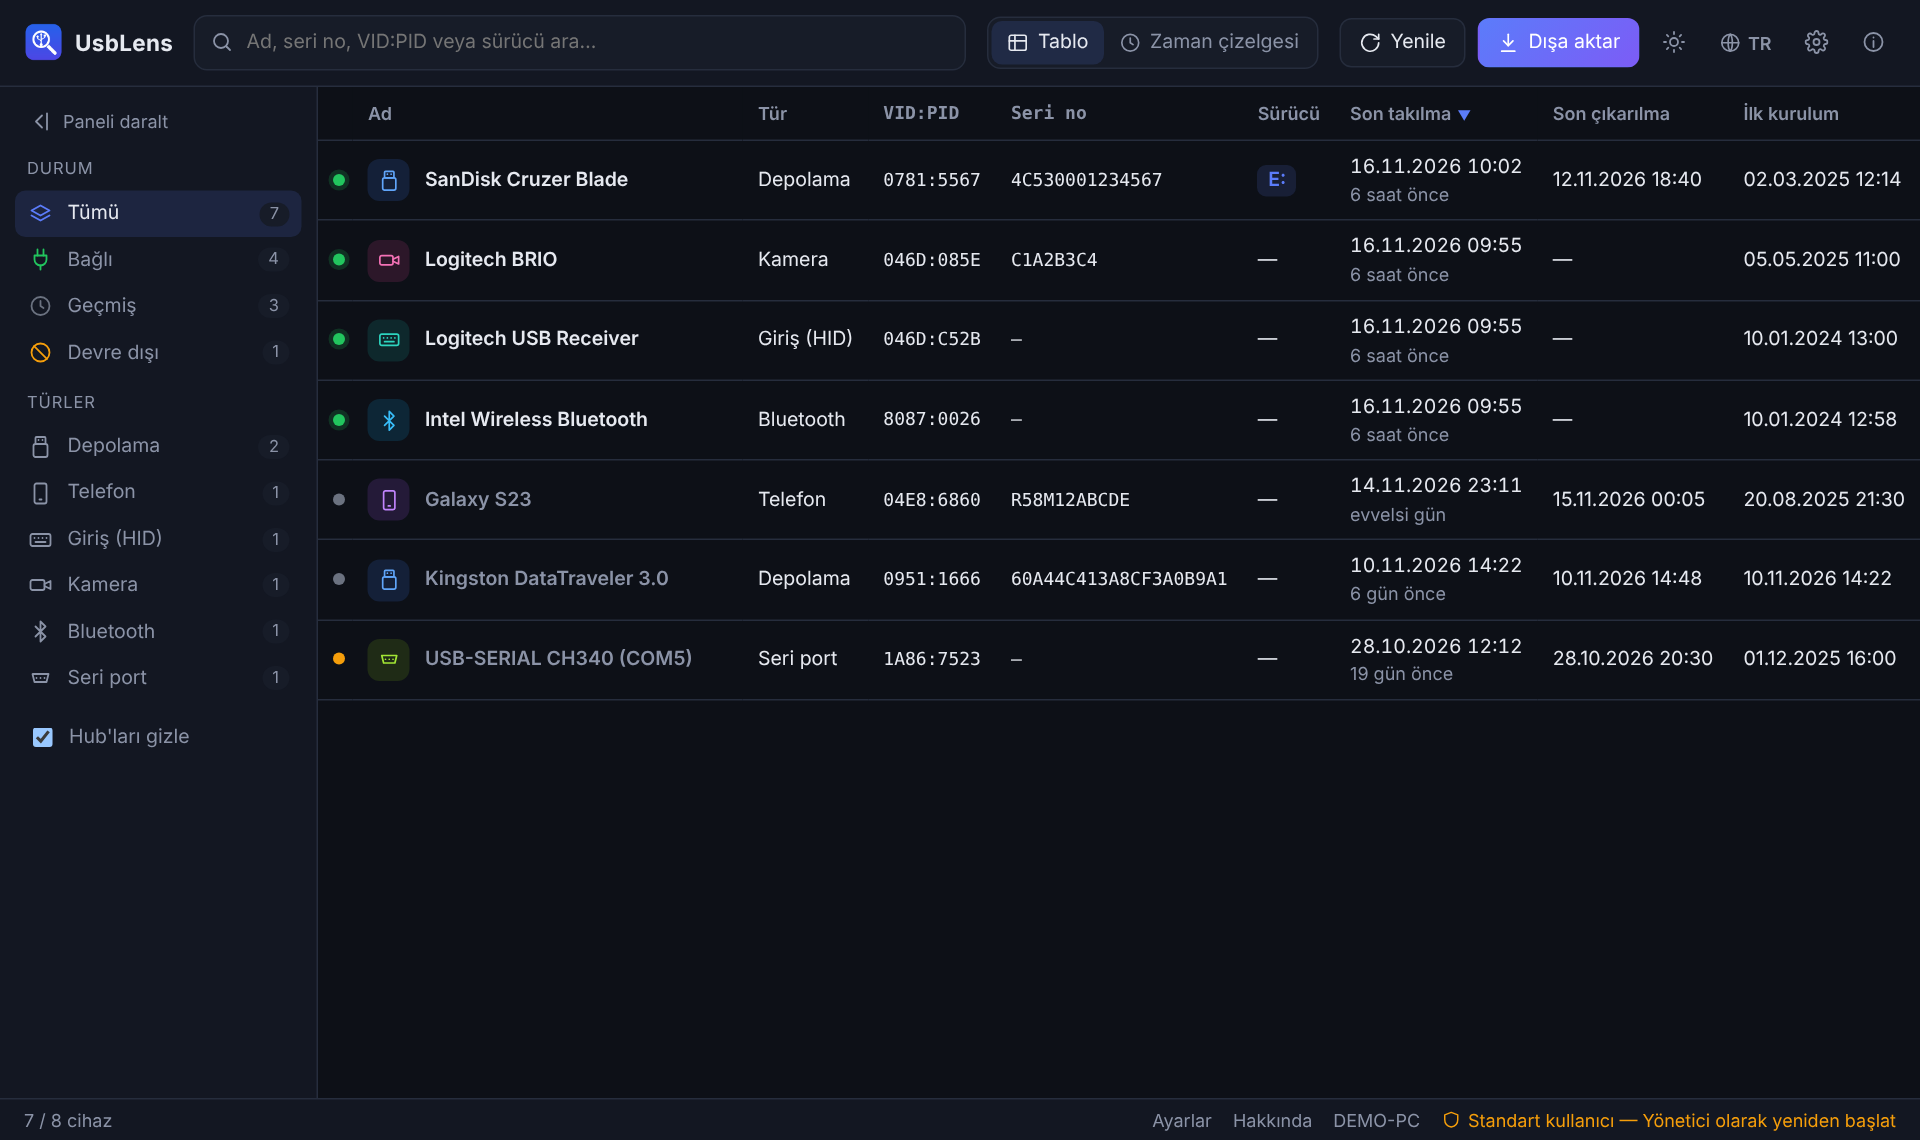 UsbLens
Ad, seri no, VID:PID veya sürücü ara...
Tablo
Zaman çizelgesi
Yenile
Dışa aktar
TR
Paneli daralt
DURUM
Tümü 7
Bağlı 4
Geçmiş 3
Devre dışı 1
TÜRLER
Depolama 2
Telefon 1
Giriş (HID) 1
Kamera 1
Bluetooth 1
Seri port 1
Hub'ları gizle
Ad Tür VID:PID Seri no Sürücü Son takılma ▼ Son çıkarılma İlk kurulum
SanDisk Cruzer Blade Depolama 0781:5567 4C530001234567 E: 16.11.2026 10:02 12.11.2026 18:40 02.03.2025 12:14
6 saat önce
Logitech BRIO Kamera 046D:085E C1A2B3C4 — 16.11.2026 09:55 — 05.05.2025 11:00
6 saat önce
Logitech USB Receiver Giriş (HID) 046D:C52B – — 16.11.2026 09:55 — 10.01.2024 13:00
6 saat önce
Intel Wireless Bluetooth Bluetooth 8087:0026 – — 16.11.2026 09:55 — 10.01.2024 12:58
6 saat önce
Galaxy S23 Telefon 04E8:6860 R58M12ABCDE — 14.11.2026 23:11 15.11.2026 00:05 20.08.2025 21:30
evvelsi gün
Kingston DataTraveler 3.0 Depolama 0951:1666 60A44C413A8CF3A0B9A1 — 10.11.2026 14:22 10.11.2026 14:48 10.11.2026 14:22
6 gün önce
USB-SERIAL CH340 (COM5) Seri port 1A86:7523 – — 28.10.2026 12:12 28.10.2026 20:30 01.12.2025 16:00
19 gün önce
7 / 8 cihaz
Ayarlar
Hakkında
DEMO-PC
Standart kullanıcı — Yönetici olarak yeniden başlat